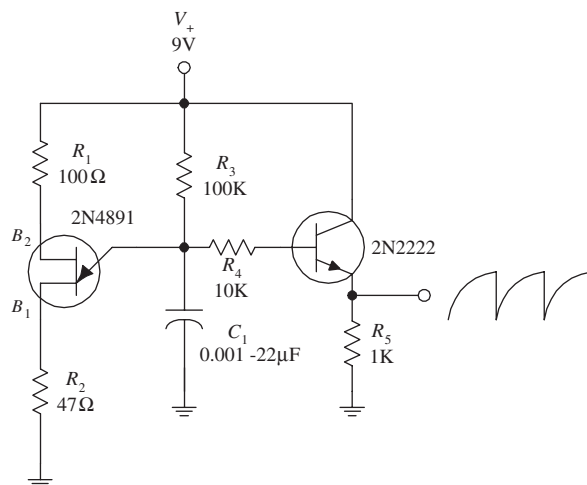 V+
9V
R1
100Ω
R3
100K
2N4891
B2
2N2222
R4
10K
B1
C1
0.001 -22µF
R5
1K
R2
47Ω